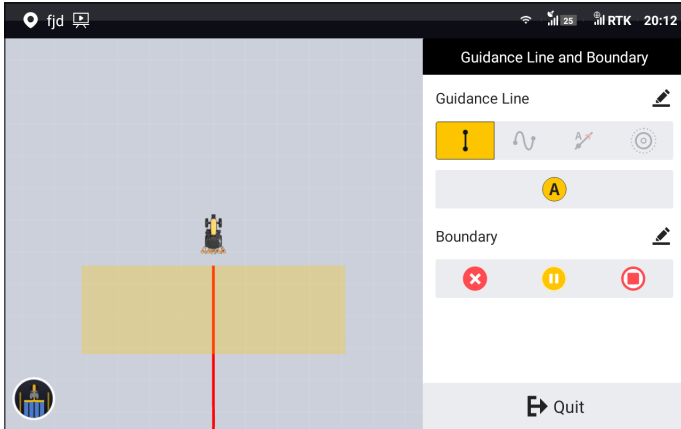 fjd
25
RTK
20:12
Guidance Line and Boundary
Guidance Line
A
A
Boundary
Quit